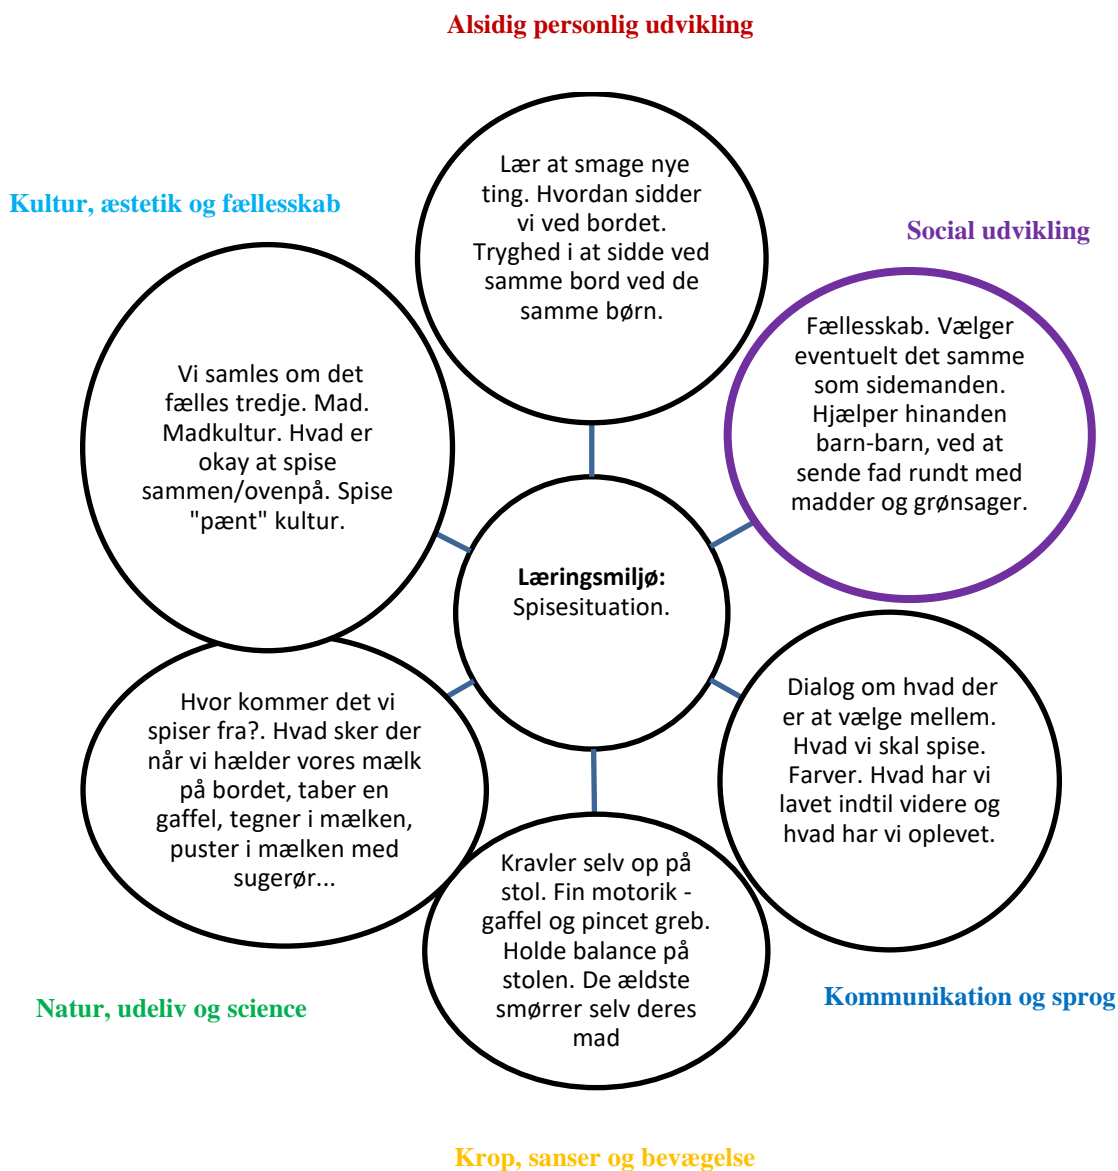 Alsidig personlig udvikling
Lær at smage nye
ting. Hvordan sidder
vi ved bordet.
Tryghed i at sidde ved
samme bord ved de
samme børn.
Kultur, æstetik og fællesskab
Vi samles om det
fælles tredje. Mad.
Madkultur. Hvad er
okay at spise
sammen/ovenpå. Spise
"pænt" kultur.
Social udvikling
Fællesskab. Vælger
eventuelt det samme
som sidemanden.
Hjælper hinanden
barn-barn, ved at
sende fad rundt med
madder og grønsager.
Læringsmiljø:
Spisesituation.
Hvor kommer det vi
spiser fra?. Hvad sker der
når vi hælder vores mælk
på bordet, taber en
gaffel, tegner i mælken,
puster i mælken med
sugerør...
Natur, udeliv og science
Dialog om hvad der
er at vælge mellem.
Hvad vi skal spise.
Farver. Hvad har vi
lavet indtil videre og
hvad har vi oplevet.
Kommunikation og sprog
Kravler selv op på
stol. Fin motorik -
gaffel og pincet greb.
Holde balance på
stolen. De ældste
smørrer selv deres
mad
Krop, sanser og bevægelse